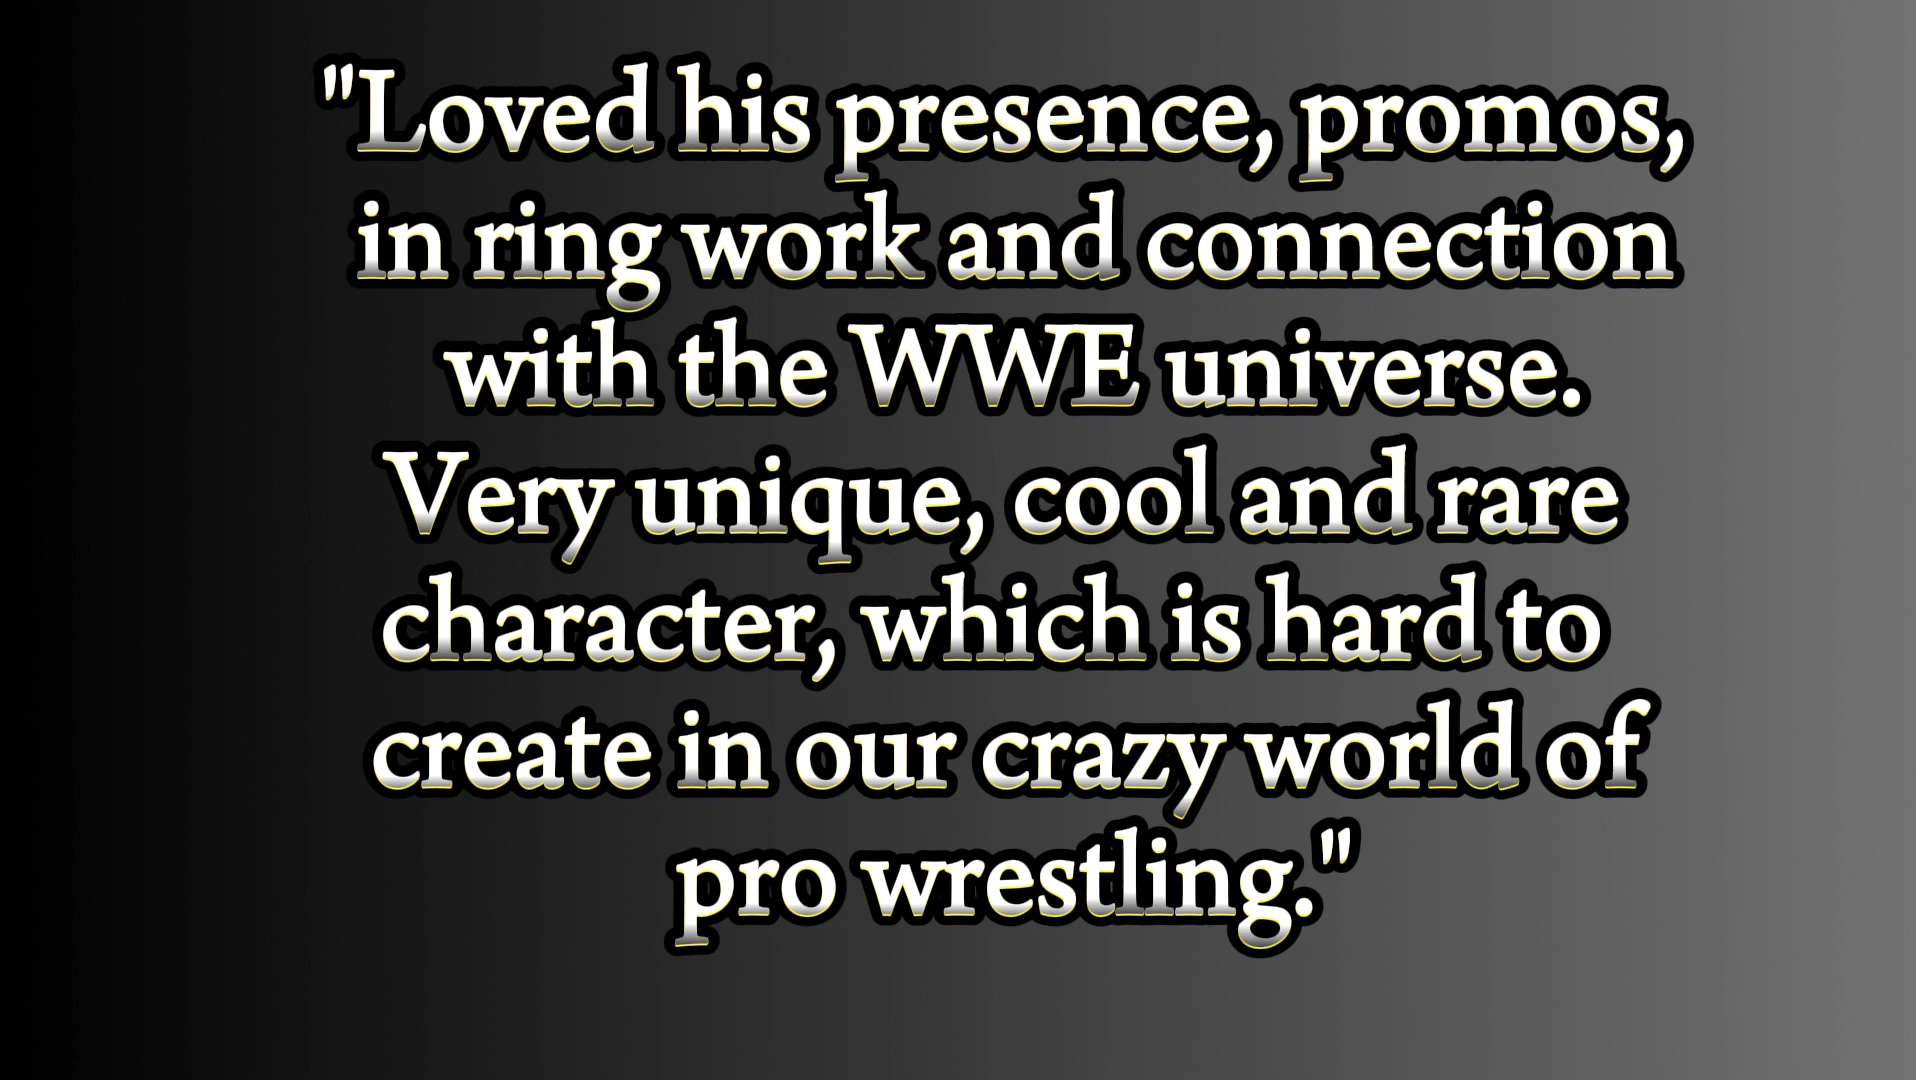 "Loved his presence, promos,
in ring work and connection
with the WWE universe.
Very unique, cool and rare
character, which is hard to
create in our crazy world of
pro wrestling."